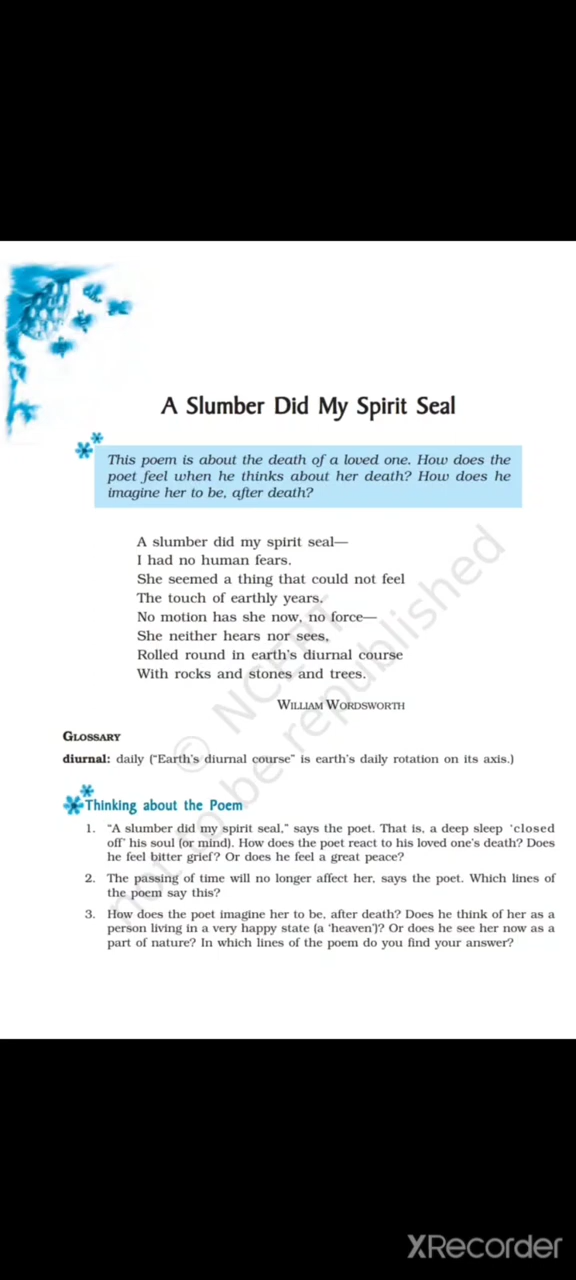 A Slumber Did My Spirit Seal
This poem is about the death of a loved one. How does the
poet feel when he thinks about her death? How does he
imagine her to be, after death?
A slumber did my spirit seal—
I had no human fears.
She seemed a thing that could not feel
The touch of earthly years.
No motion has she now, no force—
She neither hears nor sees,
Rolled round in earth's diurnal course
With rocks and stones and trees.
WILLIAM WORDSWORTH
GLOSSARY
diurnal: daily (“Earth's diurnal course” is earth's daily rotation on its axis.)
Thinking about the Poem
1. “A slumber did my spirit seal,” says the poet. That is, a deep sleep ‘closed
off’ his soul (or mind). How does the poet react to his loved one's death? Does
he feel bitter grief? Or does he feel a great peace?
2. The passing of time will no longer affect her, says the poet. Which lines of
the poem say this?
3. How does the poet imagine her to be, after death? Does he think of her as a
person living in a very happy state (a ‘heaven’)? Or does he see her now as a
part of nature? In which lines of the poem do you find your answer?
© NCERT
not to be republished
XRecorder